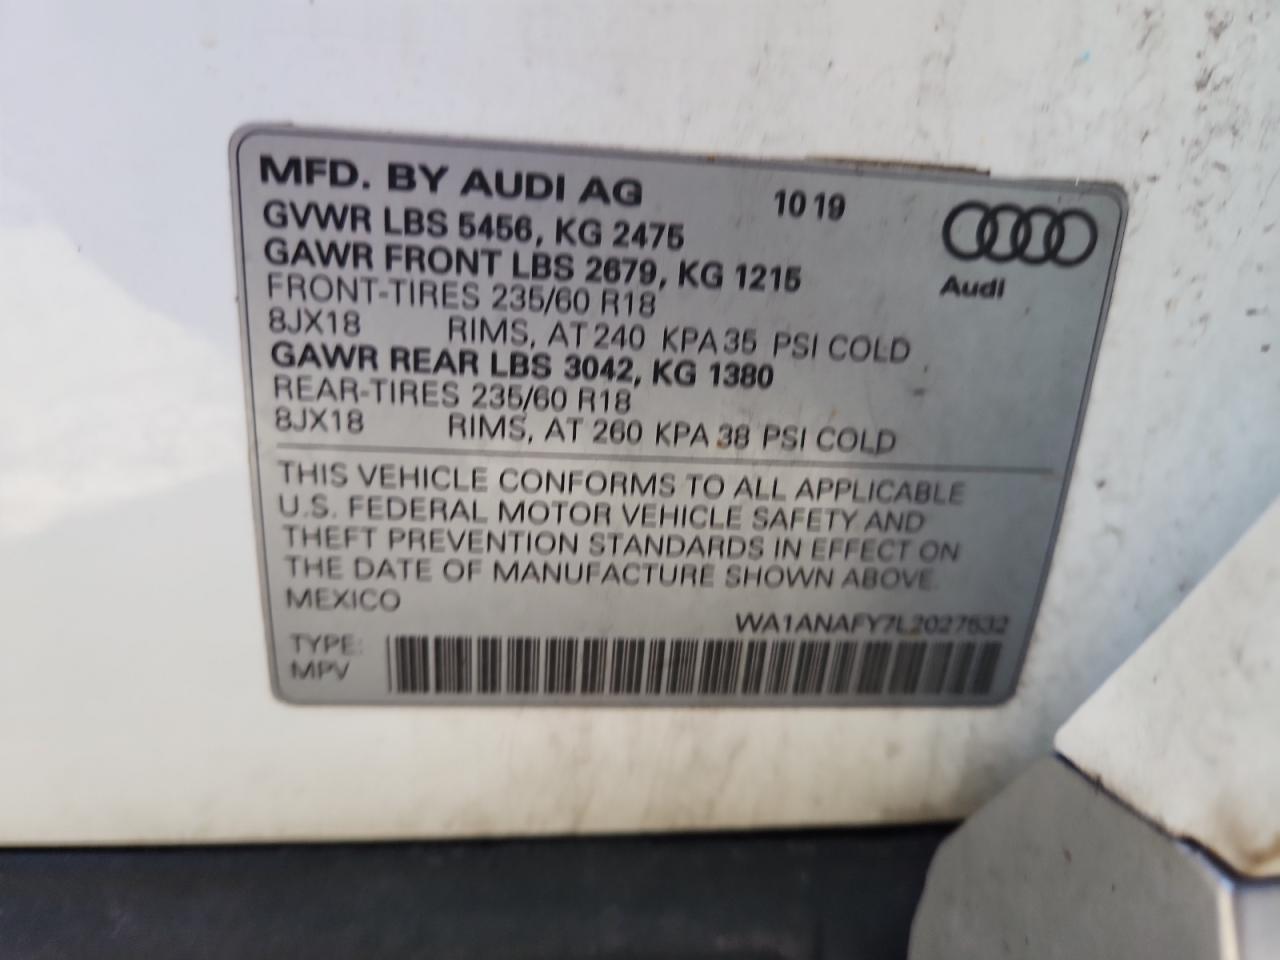 MFD. BY AUDI AG 10 19
GVWR LBS 5456, KG 2475
GAWR FRONT LBS 2679, KG 1215
Audi
FRONT-TIRES 235/60 R18
8JX18 RIMS, AT 240 KPA 35 PSI COLD
GAWR REAR LBS 3042, KG 1380
REAR-TIRES 235/60 R18
8JX18 RIMS, AT 260 KPA 38 PSI COLD
THIS VEHICLE CONFORMS TO ALL APPLICABLE
U.S. FEDERAL MOTOR VEHICLE SAFETY AND
THEFT PREVENTION STANDARDS IN EFFECT ON
THE DATE OF MANUFACTURE SHOWN ABOVE.
MEXICO
WA1ANAFY7L2027532
TYPE:
MPV